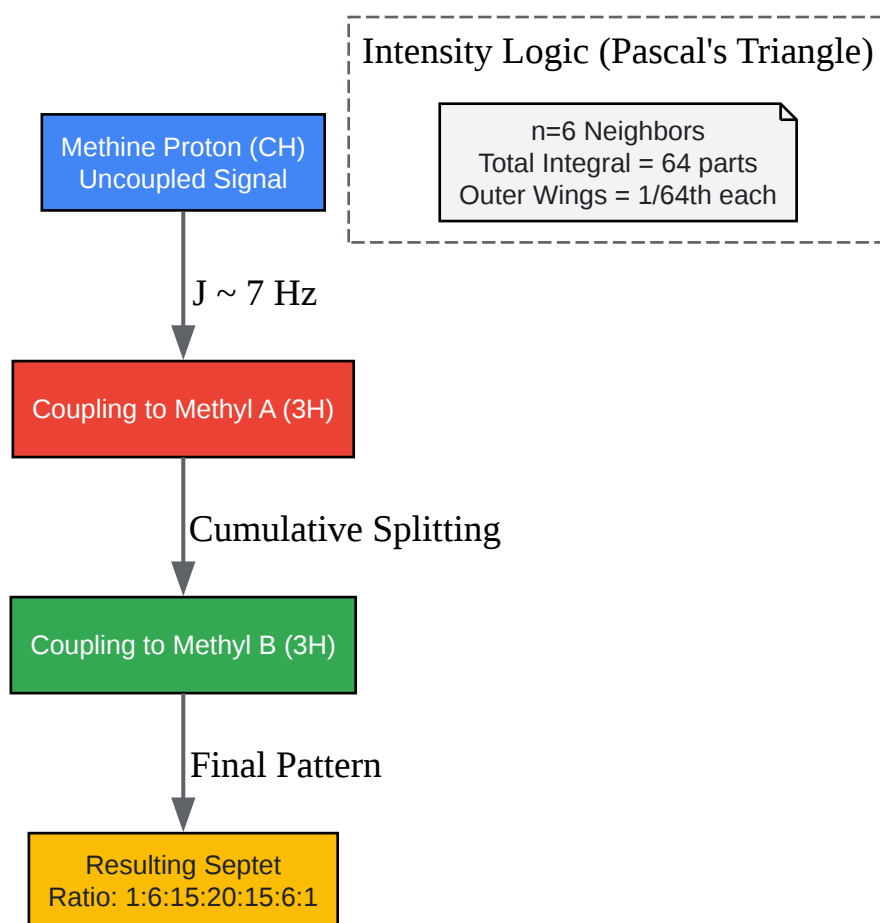 Intensity Logic (Pascal's Triangle)
n=6 Neighbors
Total Integral = 64 parts
Outer Wings = 1/64th each
Methine Proton (CH)
Uncoupled Signal
J ~ 7 Hz
Coupling to Methyl A (3H)
Cumulative Splitting
Coupling to Methyl B (3H)
Final Pattern
Resulting Septet
Ratio: 1:6:15:20:15:6:1